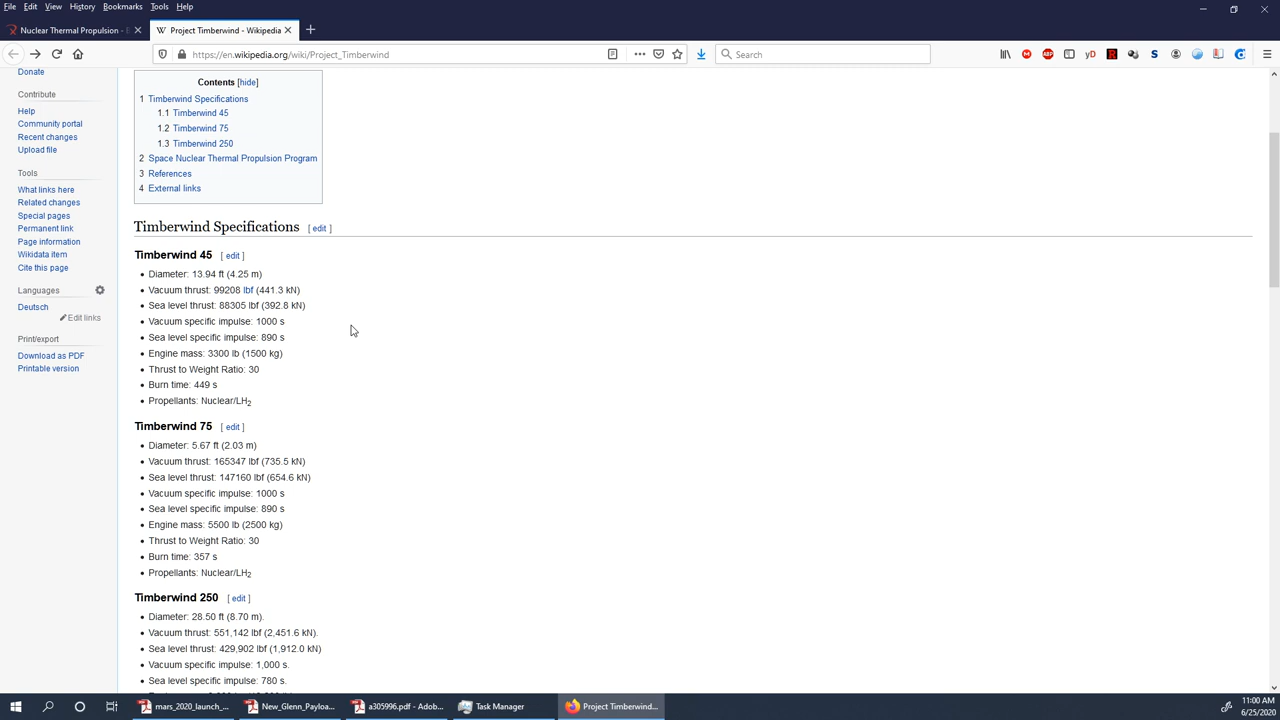 File Edit View History Bookmarks Tools Help
Nuclear Thermal Propulsion -
Project Timberwind - Wikipedia
https://en.wikipedia.org/wiki/Project_Timberwind
Search
Donate
Contribute
Help
Community portal
Recent changes
Upload file
Tools
What links here
Related changes
Special pages
Permanent link
Page information
Wikidata item
Cite this page
Languages
Deutsch
Edit links
Print/export
Download as PDF
Printable version
Contents [hide]
1 Timberwind Specifications
1.1 Timberwind 45
1.2 Timberwind 75
1.3 Timberwind 250
2 Space Nuclear Thermal Propulsion Program
3 References
4 External links
Timberwind Specifications [ edit ]
Timberwind 45 [ edit ]
• Diameter: 13.94 ft (4.25 m)
• Vacuum thrust: 99208 lbf (441.3 kN)
• Sea level thrust: 88305 lbf (392.8 kN)
• Vacuum specific impulse: 1000 s
• Sea level specific impulse: 890 s
• Engine mass: 3300 lb (1500 kg)
• Thrust to Weight Ratio: 30
• Burn time: 449 s
• Propellants: Nuclear/LH2
Timberwind 75 [ edit ]
• Diameter: 5.67 ft (2.03 m)
• Vacuum thrust: 165347 lbf (735.5 kN)
• Sea level thrust: 147160 lbf (654.6 kN)
• Vacuum specific impulse: 1000 s
• Sea level specific impulse: 890 s
• Engine mass: 5500 lb (2500 kg)
• Thrust to Weight Ratio: 30
• Burn time: 357 s
• Propellants: Nuclear/LH2
Timberwind 250 [ edit ]
• Diameter: 28.50 ft (8.70 m).
• Vacuum thrust: 551,142 lbf (2,451.6 kN).
• Sea level thrust: 429,902 lbf (1,912.0 kN)
• Vacuum specific impulse: 1,000 s.
• Sea level specific impulse: 780 s.
mars_2020_launch_...
New_Glenn_Payloa...
a305996.pdf - Adob...
Task Manager
Project Timberwind...
11:00 AM
6/25/2020